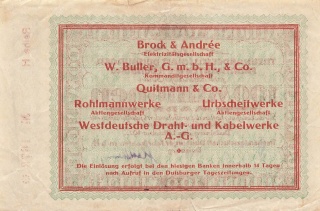 Brock & Andrée
Elektrizitätsgesellschaft
W. Buller, G. m. b. H., & Co.
Kommanditgesellschaft
Quitmann & Co.
Rohlmannwerke Urbscheitwerke
Aktiengesellschaft Aktiengesellschaft
Westdeutsche Draht- und Kabelwerke
A.-G.
Die Einlösung erfolgt bei den hiesigen Banken innerhalb 14 Tagen
nach Aufruf in den Duisburger Tageszeitungen.